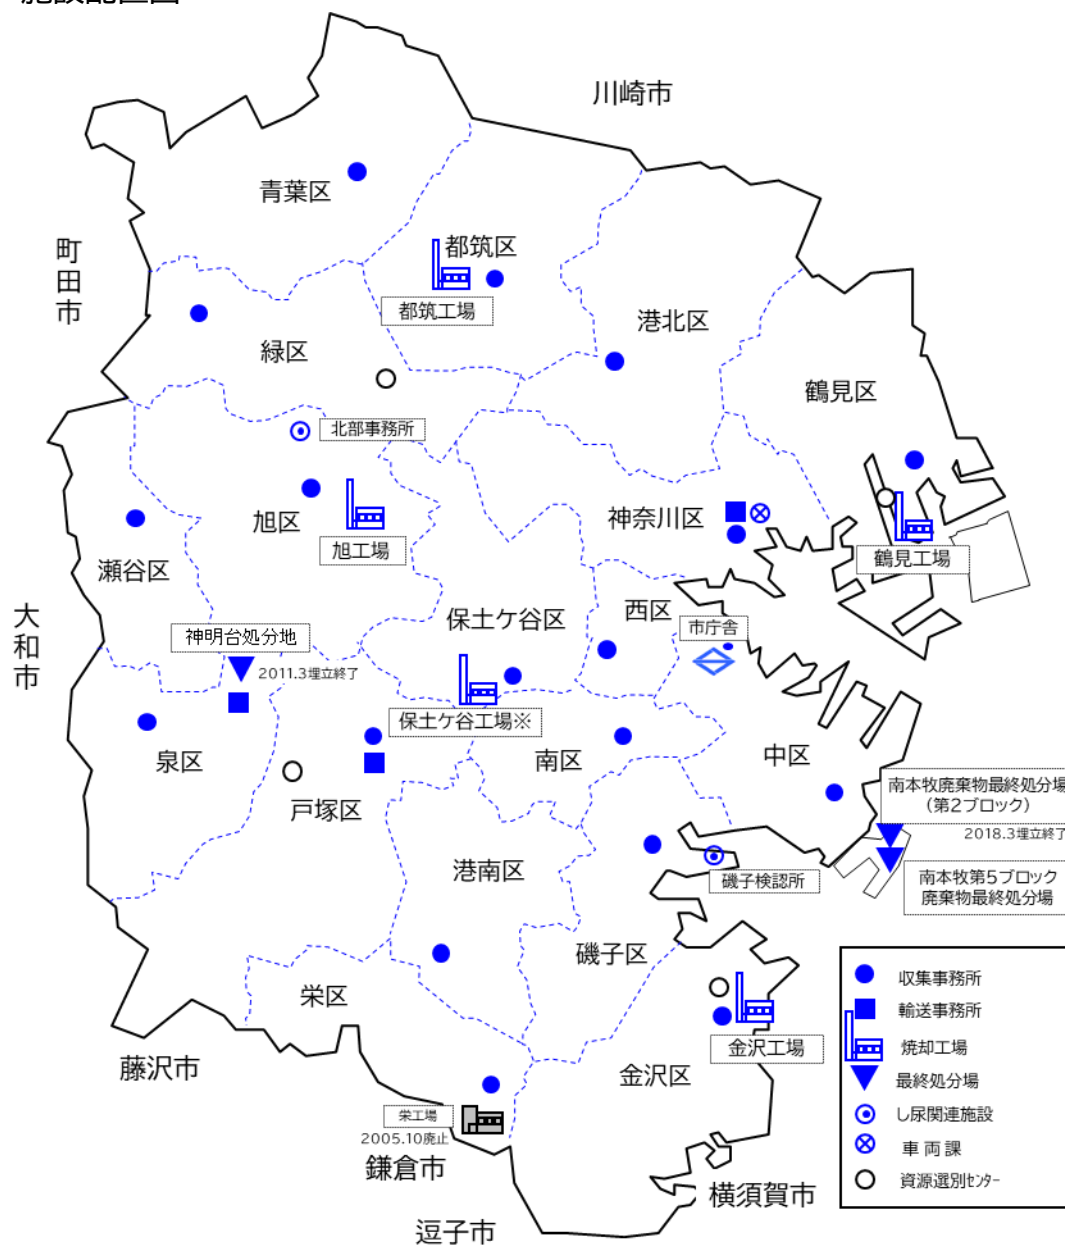 施設配置図
川崎市
青葉区
町田市
都筑区
都筑工場
港北区
緑区
鶴見区
北部事務所
旭区
神奈川区
旭工場
鶴見工場
瀬谷区
大和市
保土ケ谷区
西区
市庁舎
神明台処分地
2011.3埋立終了
保土ケ谷工場※
泉区
南区
中区
戸塚区
南本牧廃棄物最終処分場
(第2ブロック)
2018.3埋立終了
港南区
磯子検認所
南本牧第5ブロック
廃棄物最終処分場
磯子区
栄区
金沢工場
藤沢市
金沢区
栄工場
2005.10廃止
鎌倉市
横須賀市
逗子市
収集事務所
輸送事務所
焼却工場
最終処分場
し尿関連施設
車両課
資源選別センター